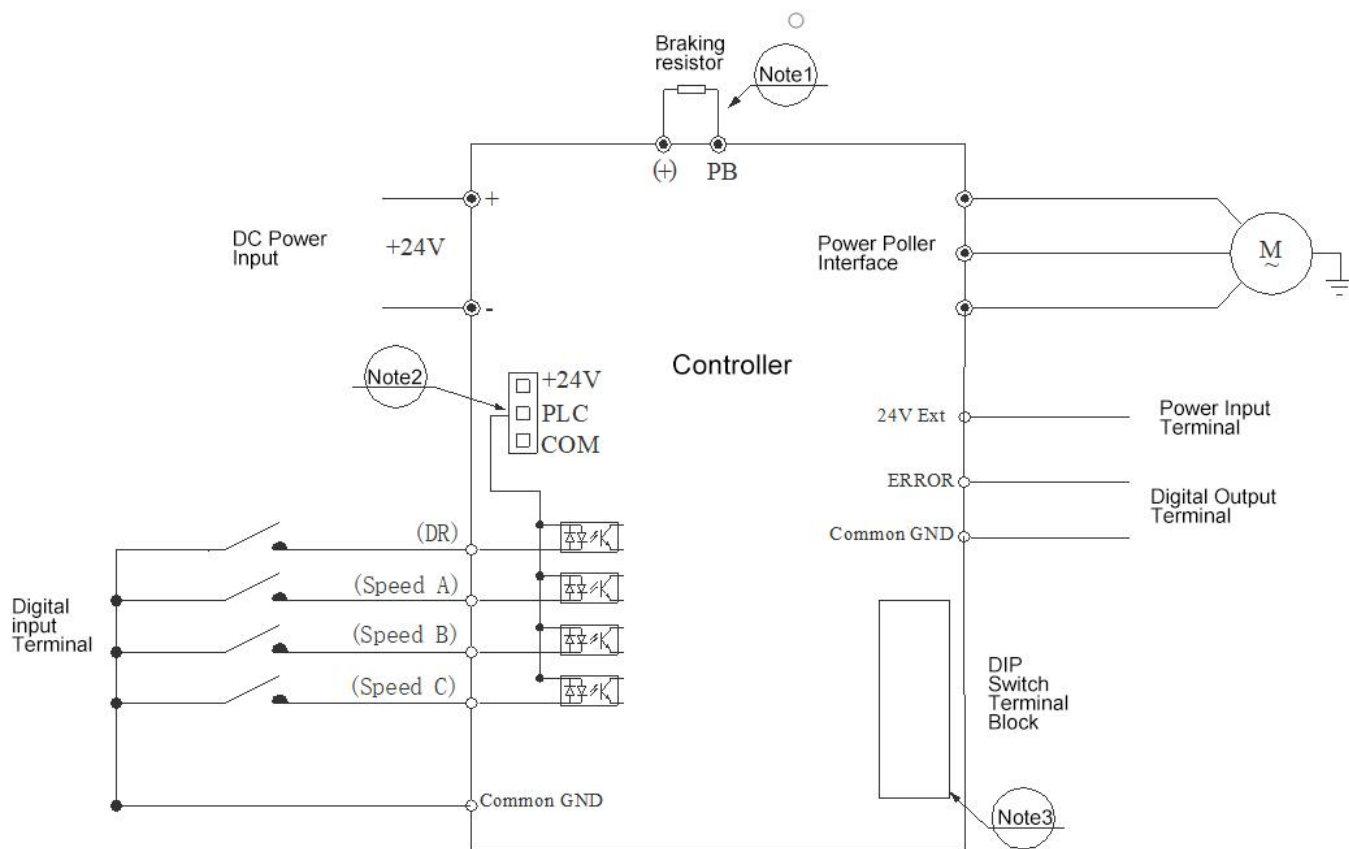 Braking
resistor
Note1
(+)
PB
+
DC Power
Input
+24V
-
Power Poller
Interface
M
~
Controller
Note2
+24V
PLC
COM
24V Ext
Power Input
Terminal
ERROR
Digital Output
Terminal
Common GND
(DR)
(Speed A)
(Speed B)
(Speed C)
Digital
input
Terminal
Common GND
DIP
Switch
Terminal
Block
Note3